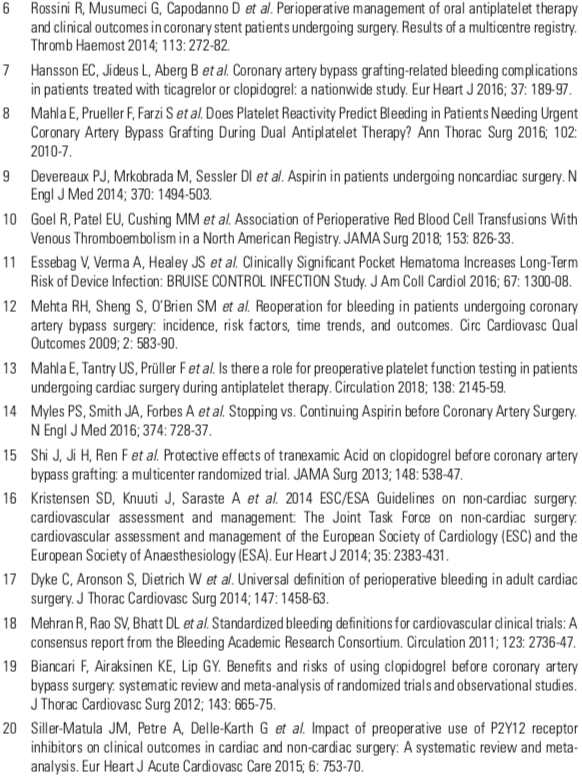 6 Rossini R, Musumeci G, Capodanno D et al. Perioperative management of oral antiplatelet therapy
and clinical outcomes in coronary stent patients undergoing surgery. Results of a multicentre registry.
Thromb Haemost 2014; 113: 272-82.
7 Hansson EC, Jideus L, Aberg B et al. Coronary artery bypass grafting-related bleeding complications
in patients treated with ticagrelor or clopidogrel: a nationwide study. Eur Heart J 2016; 37: 189-97.
8 Mahla E, Prueller F, Farzi S et al. Does Platelet Reactivity Predict Bleeding in Patients Needing Urgent
Coronary Artery Bypass Grafting During Dual Antiplatelet Therapy? Ann Thorac Surg 2016; 102:
2010-7.
9 Devereaux PJ, Mrkobrada M, Sessler DI et al. Aspirin in patients undergoing noncardiac surgery. N
Engl J Med 2014; 370: 1494-503.
10 Goel R, Patel EU, Cushing MM et al. Association of Perioperative Red Blood Cell Transfusions With
Venous Thromboembolism in a North American Registry. JAMA Surg 2018; 153: 826-33.
11 Essebag V, Verma A, Healey JS et al. Clinically Significant Pocket Hematoma Increases Long-Term
Risk of Device Infection: BRUISE CONTROL INFECTION Study. J Am Coll Cardiol 2016; 67: 1300-08.
12 Mehta RH, Sheng S, O'Brien SM et al. Reoperation for bleeding in patients undergoing coronary
artery bypass surgery: incidence, risk factors, time trends, and outcomes. Circ Cardiovasc Qual
Outcomes 2009; 2: 583-90.
13 Mahla E, Tantry US, Prüller F et al. Is there a role for preoperative platelet function testing in patients
undergoing cardiac surgery during antiplatelet therapy. Circulation 2018; 138: 2145-59.
14 Myles PS, Smith JA, Forbes A et al. Stopping vs. Continuing Aspirin before Coronary Artery Surgery.
N Engl J Med 2016; 374: 728-37.
15 Shi J, Ji H, Ren F et al. Protective effects of tranexamic Acid on clopidogrel before coronary artery
bypass grafting: a multicenter randomized trial. JAMA Surg 2013; 148: 538-47.
16 Kristensen SD, Knuuti J, Saraste A et al. 2014 ESC/ESA Guidelines on non-cardiac surgery:
cardiovascular assessment and management: The Joint Task Force on non-cardiac surgery:
cardiovascular assessment and management of the European Society of Cardiology (ESC) and the
European Society of Anaesthesiology (ESA). Eur Heart J 2014; 35: 2383-431.
17 Dyke C, Aronson S, Dietrich W et al. Universal definition of perioperative bleeding in adult cardiac
surgery. J Thorac Cardiovasc Surg 2014; 147: 1458-63.
18 Mehran R, Rao SV, Bhatt DL et al. Standardized bleeding definitions for cardiovascular clinical trials: A
consensus report from the Bleeding Academic Research Consortium. Circulation 2011; 123: 2736-47.
19 Biancari F, Airaksinen KE, Lip GY. Benefits and risks of using clopidogrel before coronary artery
bypass surgery: systematic review and meta-analysis of randomized trials and observational studies.
J Thorac Cardiovasc Surg 2012; 143: 665-75.
20 Siller-Matula JM, Petre A, Delle-Karth G et al. Impact of preoperative use of P2Y12 receptor
inhibitors on clinical outcomes in cardiac and non-cardiac surgery: A systematic review and meta-
analysis. Eur Heart J Acute Cardiovasc Care 2015; 6: 753-70.